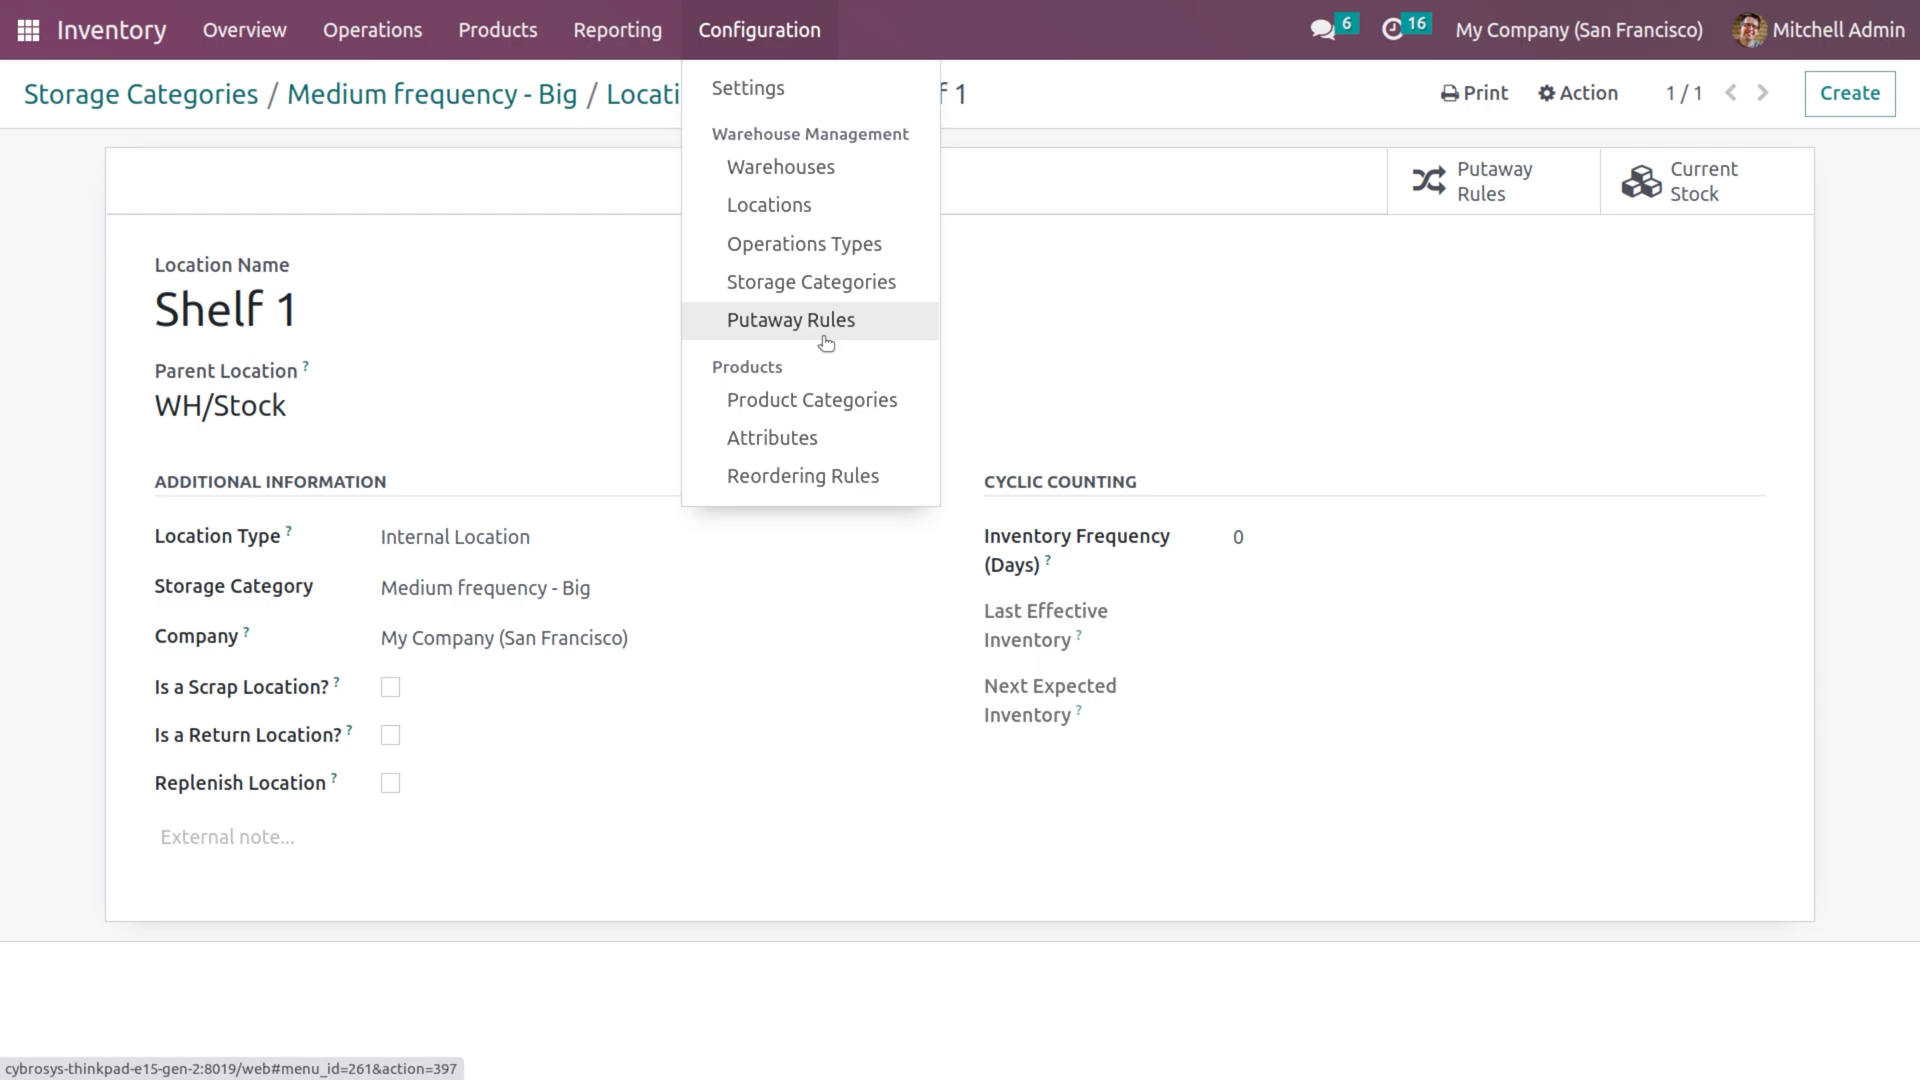 Inventory Overview Operations Products Reporting Configuration 6 16 My Company (San Francisco) Mitchell Admin
Storage Categories / Medium frequency - Big / Locati f 1 Print Action 1 / 1 Create
Settings
Warehouse Management
Warehouses
Locations
Operations Types
Storage Categories
Putaway Rules
Products
Product Categories
Attributes
Reordering Rules
Putaway
Rules
Current
Stock
Location Name
Shelf 1
Parent Location ?
WH/Stock
ADDITIONAL INFORMATION
Location Type ? Internal Location
Storage Category Medium frequency - Big
Company ? My Company (San Francisco)
Is a Scrap Location? ?
Is a Return Location? ?
Replenish Location ?
External note...
CYCLIC COUNTING
Inventory Frequency 0
(Days) ?
Last Effective
Inventory ?
Next Expected
Inventory ?
cybrosys-thinkpad-e15-gen-2:8019/web#menu_id=261&action=397